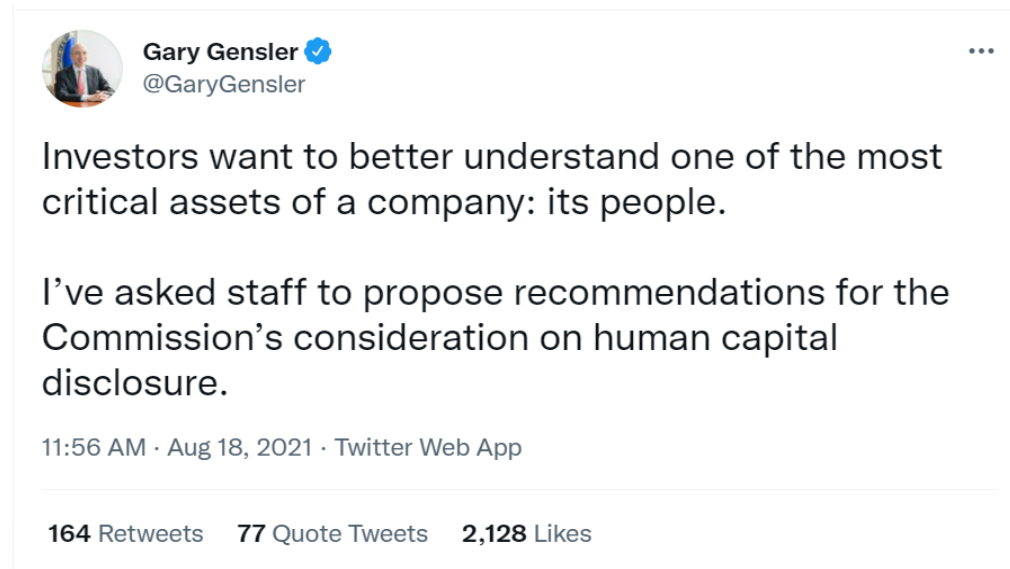 Gary Gensler
@GaryGensler
Investors want to better understand one of the most
critical assets of a company: its people.
I’ve asked staff to propose recommendations for the
Commission’s consideration on human capital
disclosure.
11:56 AM · Aug 18, 2021 · Twitter Web App
164 Retweets 77 Quote Tweets 2,128 Likes